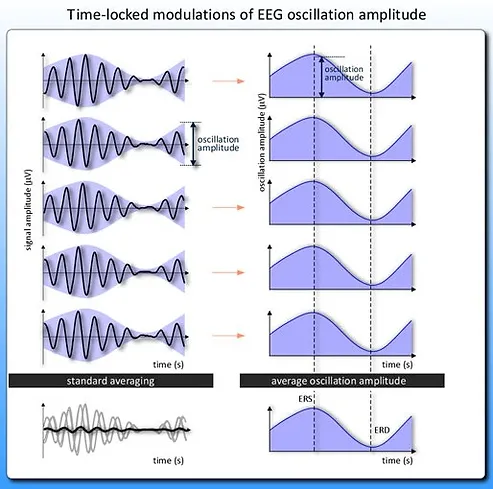 Time-locked modulations of EEG oscillation amplitude
oscillation
amplitude
oscillation
amplitude
signal amplitude (µV)
oscillation amplitude (µV)
time (s)
time (s)
standard averaging
average oscillation amplitude
ERS
ERD
time (s)
time (s)